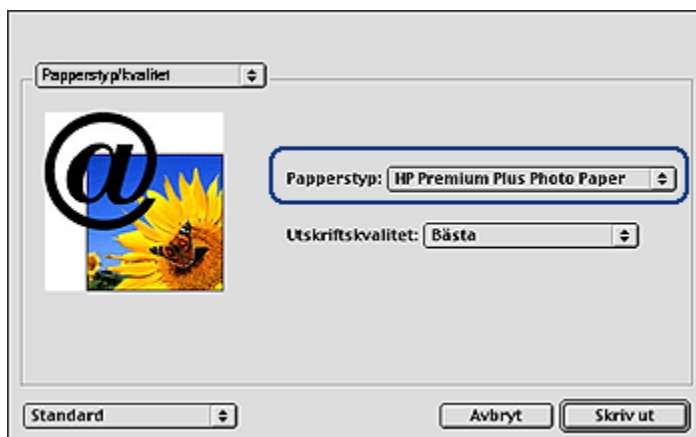 Papperstyp/kvalitet
@
Papperstyp: HP Premium Plus Photo Paper
Utskriftskvalitet: Bästa
Standard Avbryt Skriv ut